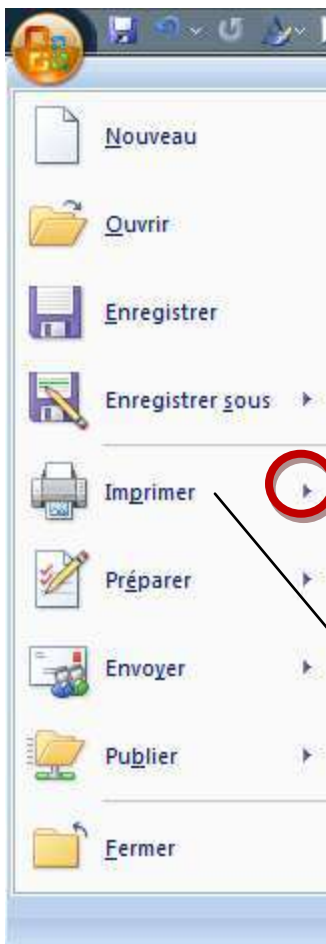 Nouveau
Ouvrir
Enregistrer
Enregistrer sous
Imprimer
Préparer
Envoyer
Publier
Fermer